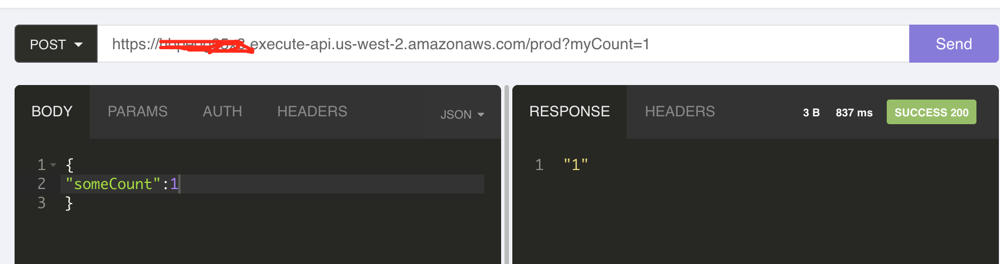 POST
https://execute-api.us-west-2.amazonaws.com/prod?myCount=1
Send
BODY PARAMS AUTH HEADERS JSON
1 {
2 "someCount":1
3 }
RESPONSE HEADERS 3 B 837 ms SUCCESS 200
1 "1"